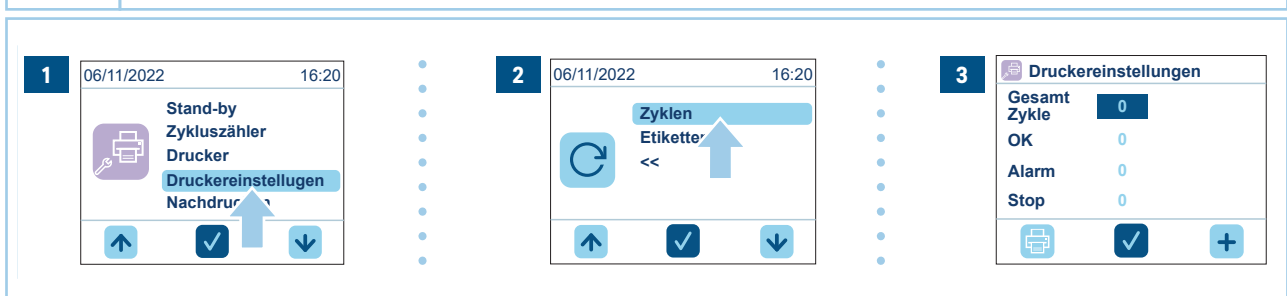 1
06/11/2022 16:20
Stand-by
Zykluszähler
Drucker
Druckereinstellugen
2
06/11/2022 16:20
Zyklen
<<
3
Druckereinstellungen
Gesamt
Zykle 0
OK 0
Alarm 0
Stop 0